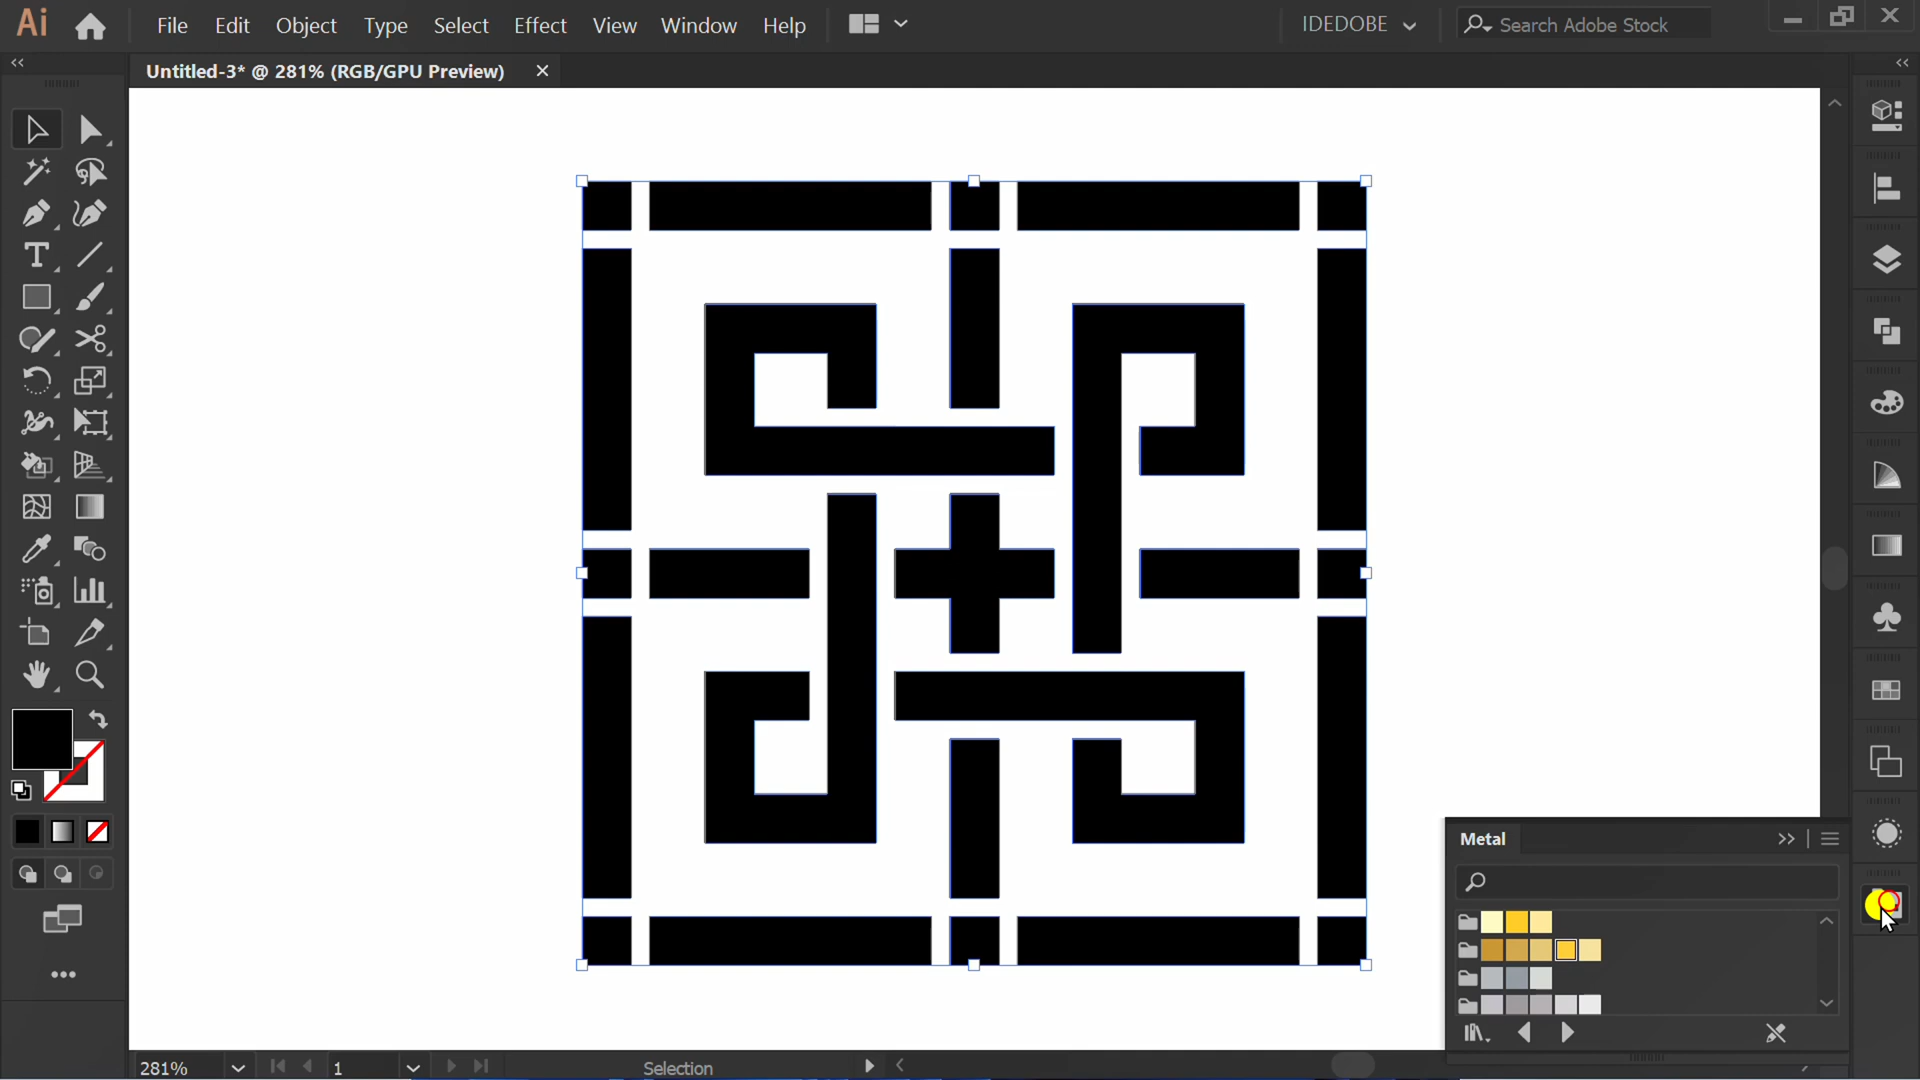 Ai File Edit Object Type Select Effect View Window Help IDEDOBE Search Adobe Stock
Untitled-3* @ 281% (RGB/GPU Preview)
T
Metal
281% 1 Selection